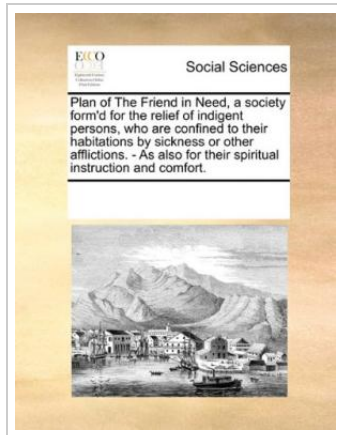 ECCO
Social Sciences
Plan of The Friend in Need, a society
form'd for the relief of indigent
persons, who are confined to their
habitations by sickness or other
afflictions. - As also for their spiritual
instruction and comfort.